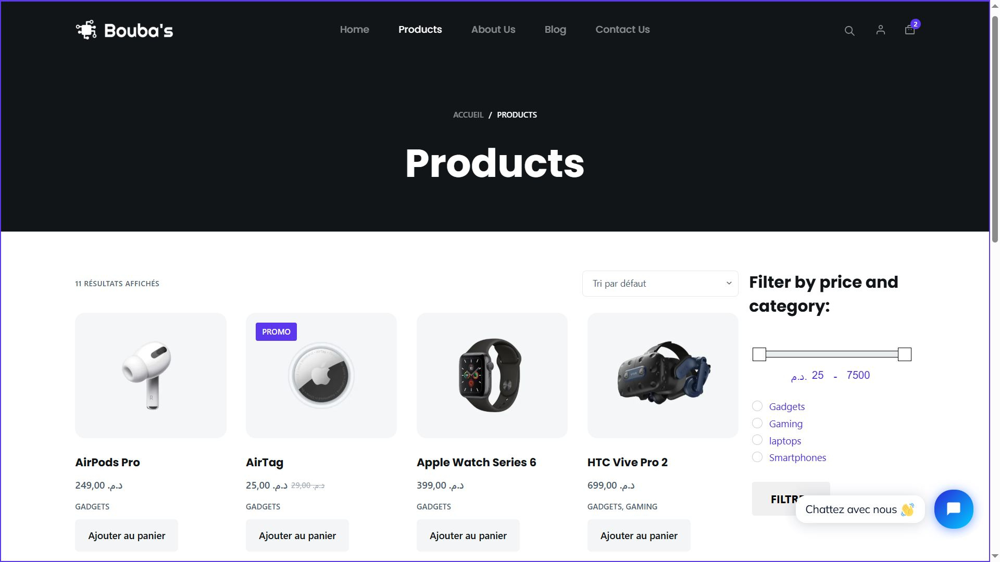 Bouba's
Home Products About Us Blog Contact Us
2
ACCUEIL / PRODUCTS
Products
11 RÉSULTATS AFFICHÉS
Tri par défaut
Filter by price and
category:
د.م. 25 - 7500
Gadgets
Gaming
laptops
Smartphones
FILTRE
Chattez avec nous 👋
PROMO
R
VIVE
AirPods Pro
249,00 د.م.
GADGETS
Ajouter au panier
AirTag
25,00 د.م. 29,00 د.م.
GADGETS
Ajouter au panier
Apple Watch Series 6
399,00 د.م.
GADGETS
Ajouter au panier
HTC Vive Pro 2
699,00 د.م.
GADGETS, GAMING
Ajouter au panier